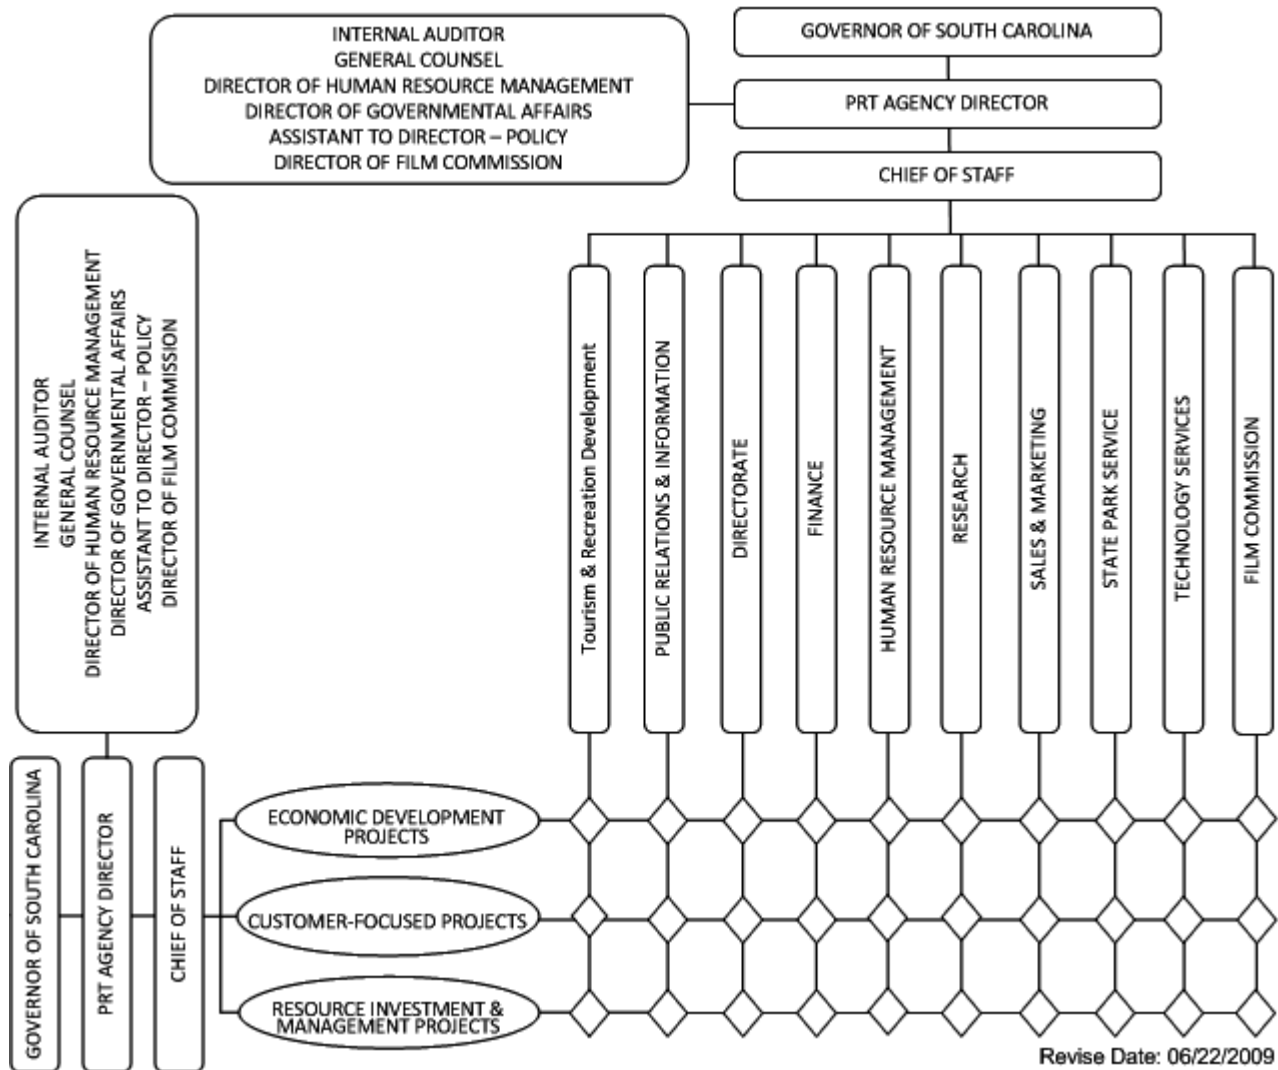 INTERNAL AUDITOR
GENERAL COUNSEL
DIRECTOR OF HUMAN RESOURCE MANAGEMENT
DIRECTOR OF GOVERNMENTAL AFFAIRS
ASSISTANT TO DIRECTOR – POLICY
DIRECTOR OF FILM COMMISSION
GOVERNOR OF SOUTH CAROLINA
PRT AGENCY DIRECTOR
CHIEF OF STAFF
INTERNAL AUDITOR
GENERAL COUNSEL
DIRECTOR OF HUMAN RESOURCE MANAGEMENT
DIRECTOR OF GOVERNMENTAL AFFAIRS
ASSISTANT TO DIRECTOR – POLICY
DIRECTOR OF FILM COMMISSION
Tourism & Recreation Development
PUBLIC RELATIONS & INFORMATION
DIRECTORATE
FINANCE
HUMAN RESOURCE MANAGEMENT
RESEARCH
SALES & MARKETING
STATE PARK SERVICE
TECHNOLOGY SERVICES
FILM COMMISSION
GOVERNOR OF SOUTH CAROLINA
PRT AGENCY DIRECTOR
CHIEF OF STAFF
ECONOMIC DEVELOPMENT
PROJECTS
CUSTOMER-FOCUSED PROJECTS
RESOURCE INVESTMENT &
MANAGEMENT PROJECTS
Revise Date: 06/22/2009